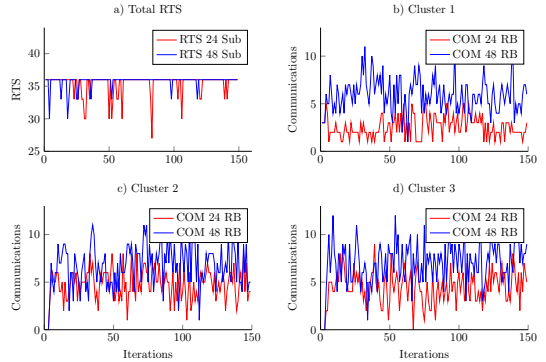 a) Total RTS
RTS 24 Sub
RTS 48 Sub
RTS
40
35
30
25
0
50
100
150
b) Cluster 1
COM 24 RB
COM 48 RB
Communications
10
5
0
0
50
100
150
c) Cluster 2
COM 24 RB
COM 48 RB
Communications
10
5
0
0
50
100
150
Iterations
d) Cluster 3
COM 24 RB
COM 48 RB
Communications
10
5
0
0
50
100
150
Iterations